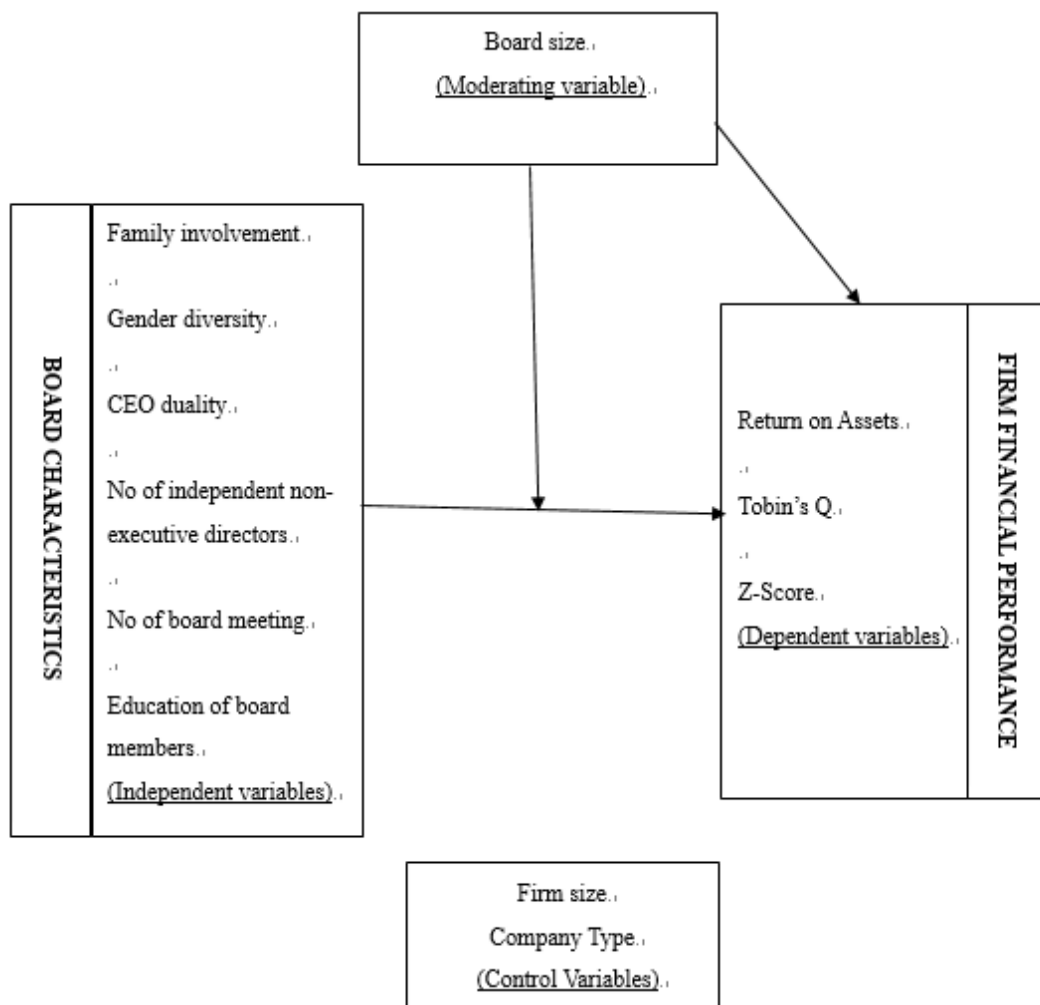 Board size.
(Moderating variable).
BOARD CHARACTERISTICS
Family involvement.
.
Gender diversity.
.
CEO duality.
.
No of independent non-
executive directors.
.
No of board meeting.
.
Education of board
members.
(Independent variables).
Return on Assets.
.
Tobin’s Q.
.
Z-Score.
(Dependent variables).
FIRM FINANCIAL PERFORMANCE
Firm size.
Company Type.
(Control Variables).